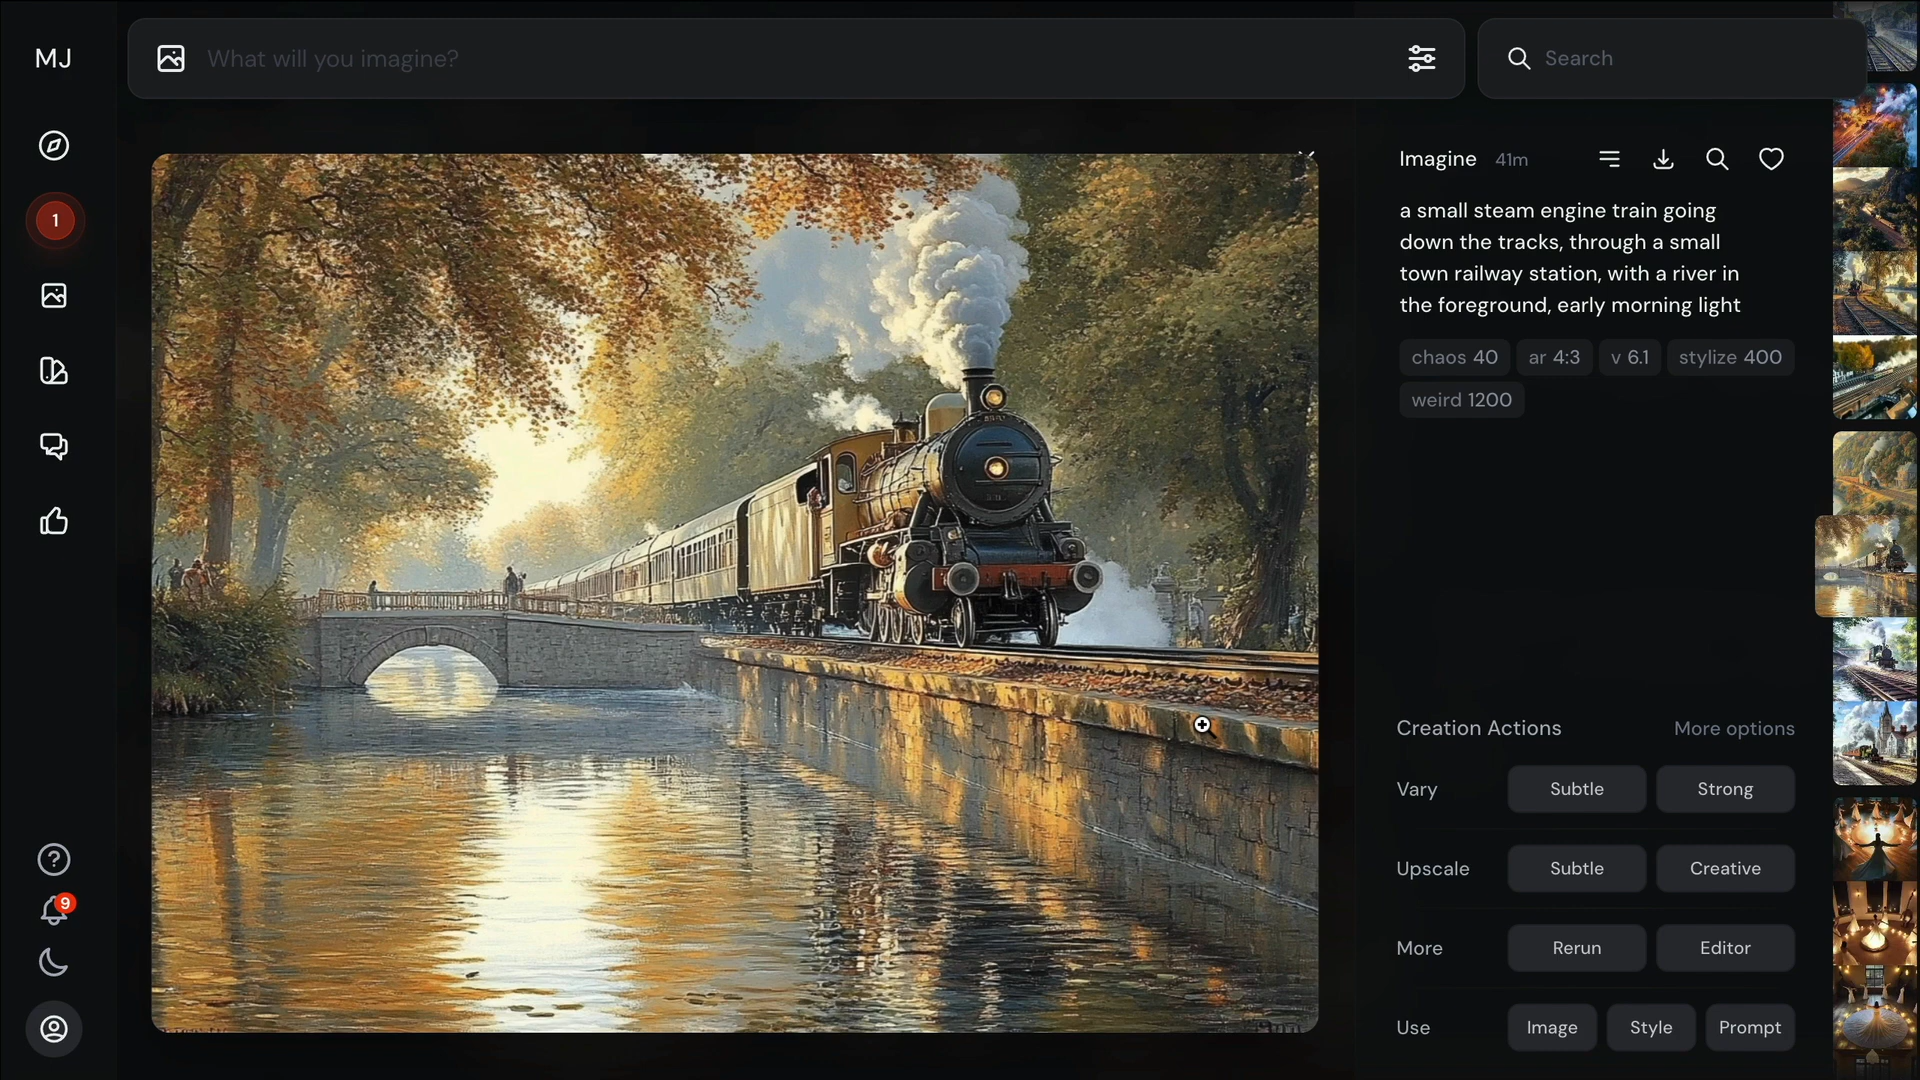 MJ
What will you imagine?
Search
1
Imagine 41m
a small steam engine train going
down the tracks, through a small
town railway station, with a river in
the foreground, early morning light
chaos 40 ar 4:3 v 6.1 stylize 400
weird 1200
Creation Actions More options
Vary Subtle Strong
Upscale Subtle Creative
9
More Rerun Editor
Use Image Style Prompt